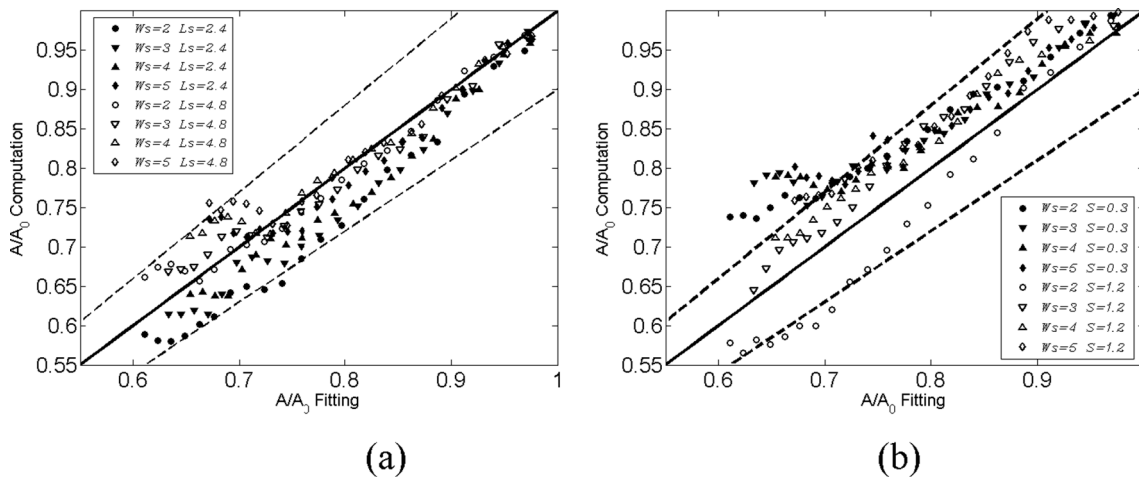 Ws=2 Ls=2.4
Ws=3 Ls=2.4
Ws=4 Ls=2.4
Ws=5 Ls=2.4
Ws=2 Ls=4.8
Ws=3 Ls=4.8
Ws=4 Ls=4.8
Ws=5 Ls=4.8
0.95
0.9
0.85
0.8
0.75
0.7
0.65
0.6
0.55
A/A0 Computation
0.6 0.7 0.8 0.9 1
A/A0 Fitting
(a)
0.95
0.9
0.85
0.8
0.75
0.7
0.65
0.6
0.55
A/A0 Computation
Ws=2 S=0.3
Ws=3 S=0.3
Ws=4 S=0.3
Ws=5 S=0.3
Ws=2 S=1.2
Ws=3 S=1.2
Ws=4 S=1.2
Ws=5 S=1.2
0.6 0.7 0.8 0.9
A/A0 Fitting
(b)